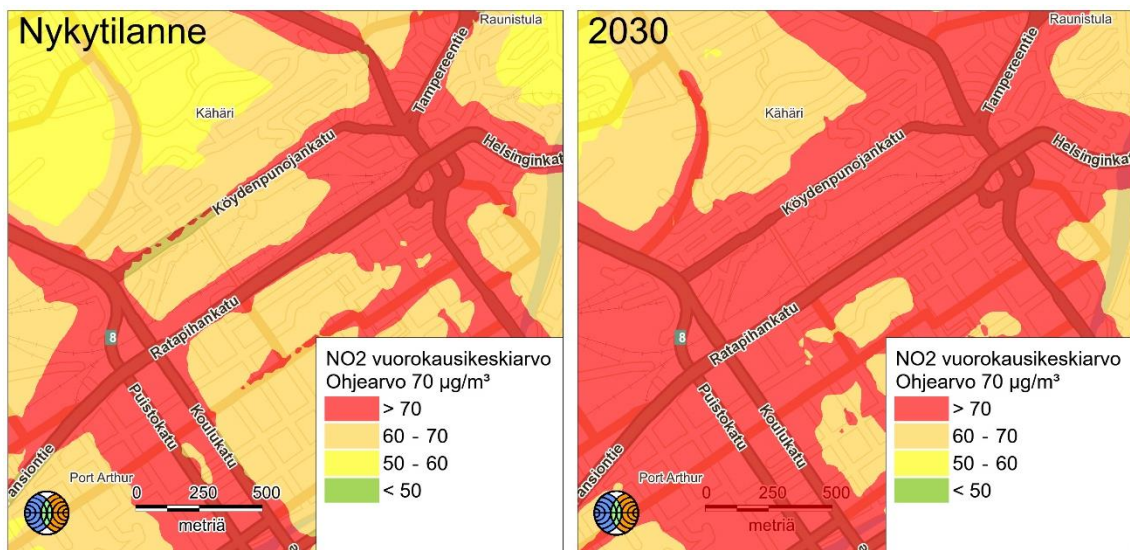 Nykytilanne
Raunistula
Tampereentie
Kähäri
Helsinginkat
Köydenpunojankatu
8
Ratapihankatu
Puistokatu
Koulukatu
ansiontie
Port Arthur
0 250 500
metriä
NO2 vuorokausikeskiarvo
Ohjearvo 70 µg/m³
> 70
60 - 70
50 - 60
< 50
2030
Raunistula
Tampereentie
Kähäri
Helsinginkat
Köydenpunojankatu
8
Ratapihankatu
Puistokatu
Koulukatu
ansiontie
Port Arthur
0 250 500
metriä
NO2 vuorokausikeskiarvo
Ohjearvo 70 µg/m³
> 70
60 - 70
50 - 60
< 50